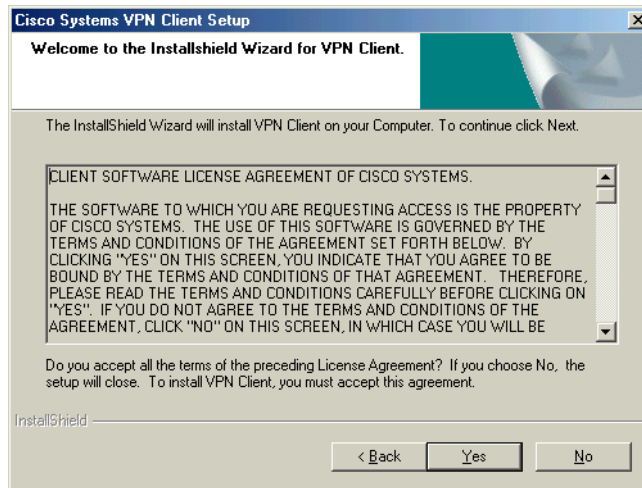 Cisco Systems VPN Client Setup
Welcome to the Installshield Wizard for VPN Client.
The InstallShield Wizard will install VPN Client on your Computer. To continue click Next.
CLIENT SOFTWARE LICENSE AGREEMENT OF CISCO SYSTEMS.
THE SOFTWARE TO WHICH YOU ARE REQUESTING ACCESS IS THE PROPERTY
OF CISCO SYSTEMS. THE USE OF THIS SOFTWARE IS GOVERNED BY THE
TERMS AND CONDITIONS OF THE AGREEMENT SET FORTH BELOW. BY
CLICKING "YES" ON THIS SCREEN, YOU INDICATE THAT YOU AGREE TO BE
BOUND BY THE TERMS AND CONDITIONS OF THAT AGREEMENT. THEREFORE,
PLEASE READ THE TERMS AND CONDITIONS CAREFULLY BEFORE CLICKING ON
"YES". IF YOU DO NOT AGREE TO THE TERMS AND CONDITIONS OF THE
AGREEMENT, CLICK "NO" ON THIS SCREEN, IN WHICH CASE YOU WILL BE
Do you accept all the terms of the preceding License Agreement? If you choose No, the
setup will close. To install VPN Client, you must accept this agreement.
InstallShield
< Back
Yes
No